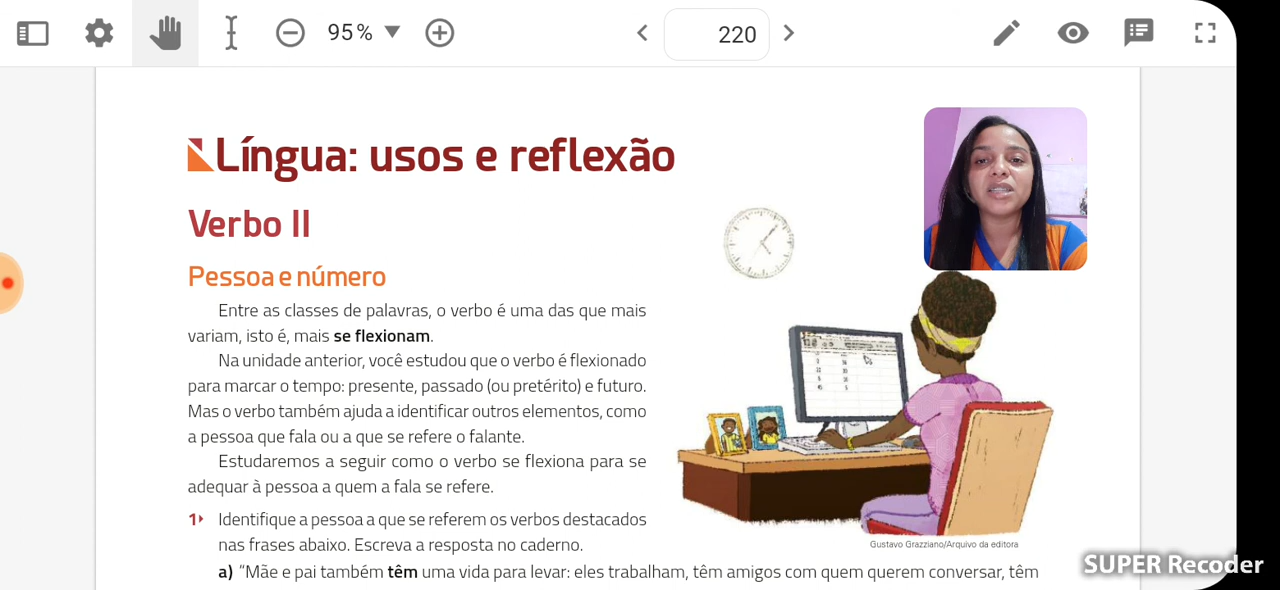 95%
220
Língua: usos e reflexão
Verbo II
Pessoa e número
Entre as classes de palavras, o verbo é uma das que mais
variam, isto é, mais se flexionam.
Na unidade anterior, você estudou que o verbo é flexionado
para marcar o tempo: presente, passado (ou pretérito) e futuro.
Mas o verbo também ajuda a identificar outros elementos, como
a pessoa que fala ou a que se refere o falante.
Estudaremos a seguir como o verbo se flexiona para se
adequar à pessoa a quem a fala se refere.
1 Identifique a pessoa a que se referem os verbos destacados
nas frases abaixo. Escreva a resposta no caderno.
Gustavo Grazziano/Arquivo da editora
a) “Mãe e pai também têm uma vida para levar: eles trabalham, têm amigos com quem querem conversar, têm
SUPER Recoder